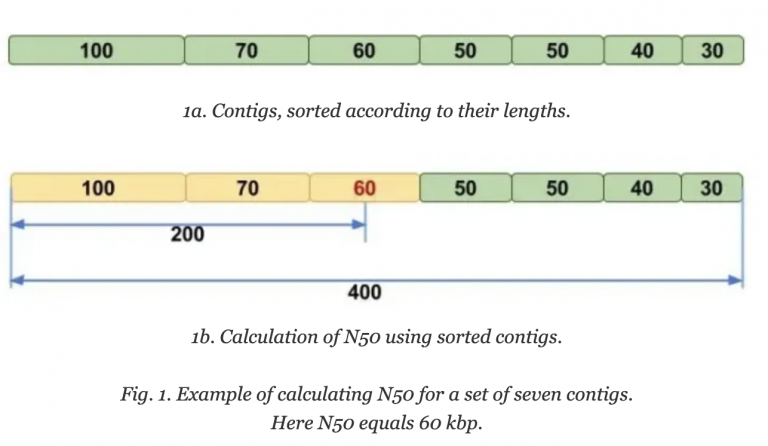 100 70 60 50 50 40 30
1a. Contigs, sorted according to their lengths.
100 70 60 50 50 40 30
200
400
1b. Calculation of N50 using sorted contigs.
Fig. 1. Example of calculating N50 for a set of seven contigs.
Here N50 equals 60 kbp.